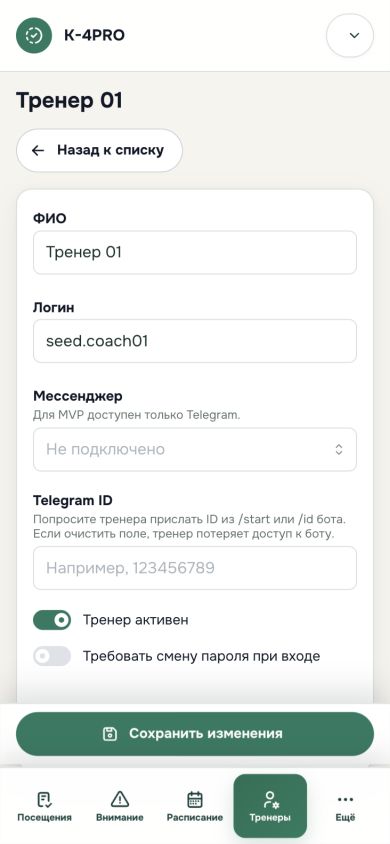 K-4PRO
Тренер 01
Назад к списку
ФИО
Тренер 01
Логин
seed.coach01
Мессенджер
Для MVP доступен только Telegram.
Не подключено
Telegram ID
Попросите тренера прислать ID из /start или /id бота.
Если очистить поле, тренер потеряет доступ к боту.
Например, 123456789
Тренер активен
Требовать смену пароля при входе
Сохранить изменения
Посещения
Внимание
Расписание
Тренеры
Ещё